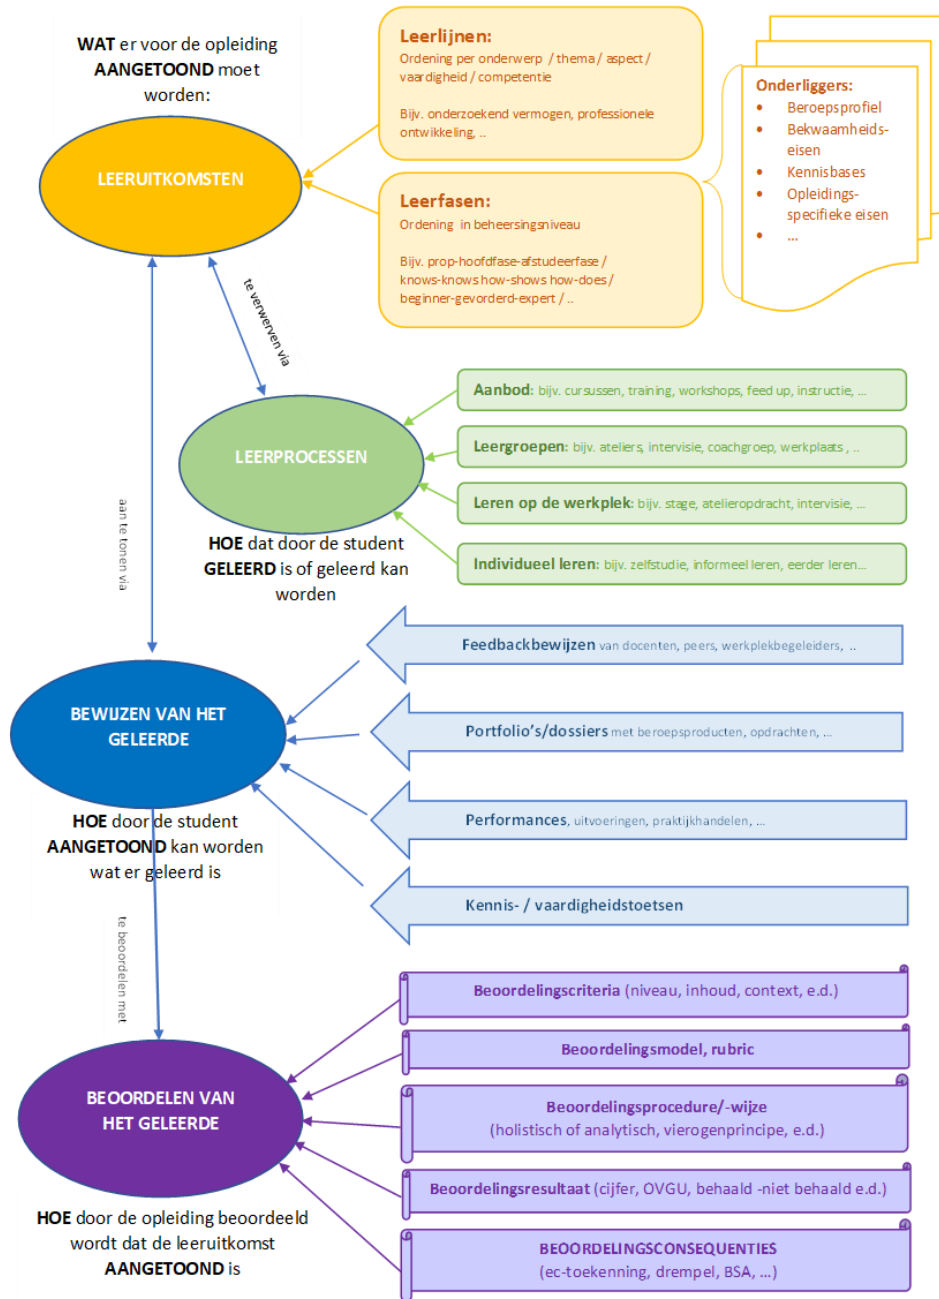 WAT er voor de opleiding
AANGETOOND moet
worden:
LEERUITKOMSTEN
Leerlijnen:
Ordening per onderwerp / thema / aspect /
vaardigheid / competentie
Bijv. onderzoekend vermogen, professionele
ontwikkeling, ..
Leerfasen:
Ordening in beheersingsniveau
Bijv. prop-hoofdfase-afstudeerfase /
knows-knows how-shows how-does /
beginner-gevorderd-expert / ..
Onderliggers:
• Beroepsprofiel
• Bekwaamheids-
eisen
• Kennisbases
• Opleidings-
specifieke eisen
• ...
te verwerven via
aan te tonen via
LEERPROCESSEN
HOE dat door de student
GELEERD is of geleerd kan
worden
Aanbod: bijv. cursussen, training, workshops, feed up, instructie, ...
Leergroepen: bijv. ateliers, intervisie, coachgroep, werkplaats , ..
Leren op de werkplek: bijv. stage, atelieropdracht, intervisie, ...
Individueel leren: bijv. zelfstudie, informeel leren, eerder leren...
BEWIJZEN VAN HET
GELEERDE
HOE door de student
AANGETOOND kan worden
wat er geleerd is
Feedbackbewijzen van docenten, peers, werkplekbegeleiders, ..
Portfolio's/dossiers met beroepsproducten, opdrachten, ...
Performances, uitvoeringen, praktijkhandelen, ...
Kennis- / vaardigheidstoetsen
te beoordelen met
BEOORDELEN VAN
HET GELEERDE
HOE door de opleiding beoordeeld
wordt dat de leeruitkomst
AANGETOOND is
Beoordelingscriteria (niveau, inhoud, context, e.d.)
Beoordelingsmodel, rubric
Beoordelingsprocedure/-wijze
(holistisch of analytisch, vierogenprincipe, e.d.)
Beoordelingsresultaat (cijfer, OVGU, behaald -niet behaald e.d.)
BEOORDELINGSCONSEQUENTIES
(ec-toekenning, drempel, BSA, ...)